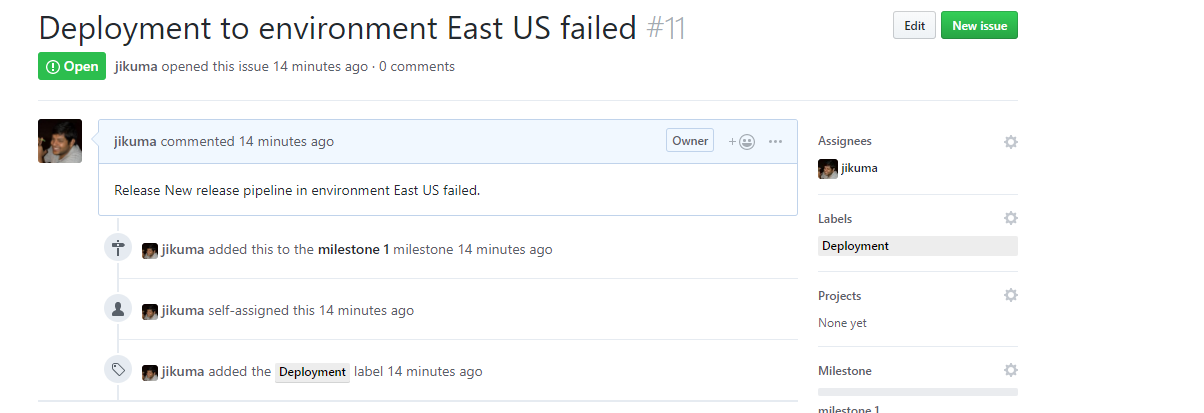 Deployment to environment East US failed #11
Edit
New issue
Open
jikuma opened this issue 14 minutes ago · 0 comments
jikuma commented 14 minutes ago
Owner
Release New release pipeline in environment East US failed.
jikuma added this to the milestone 1 milestone 14 minutes ago
jikuma self-assigned this 14 minutes ago
jikuma added the Deployment label 14 minutes ago
Assignees
jikuma
Labels
Deployment
Projects
None yet
Milestone
milestone 1